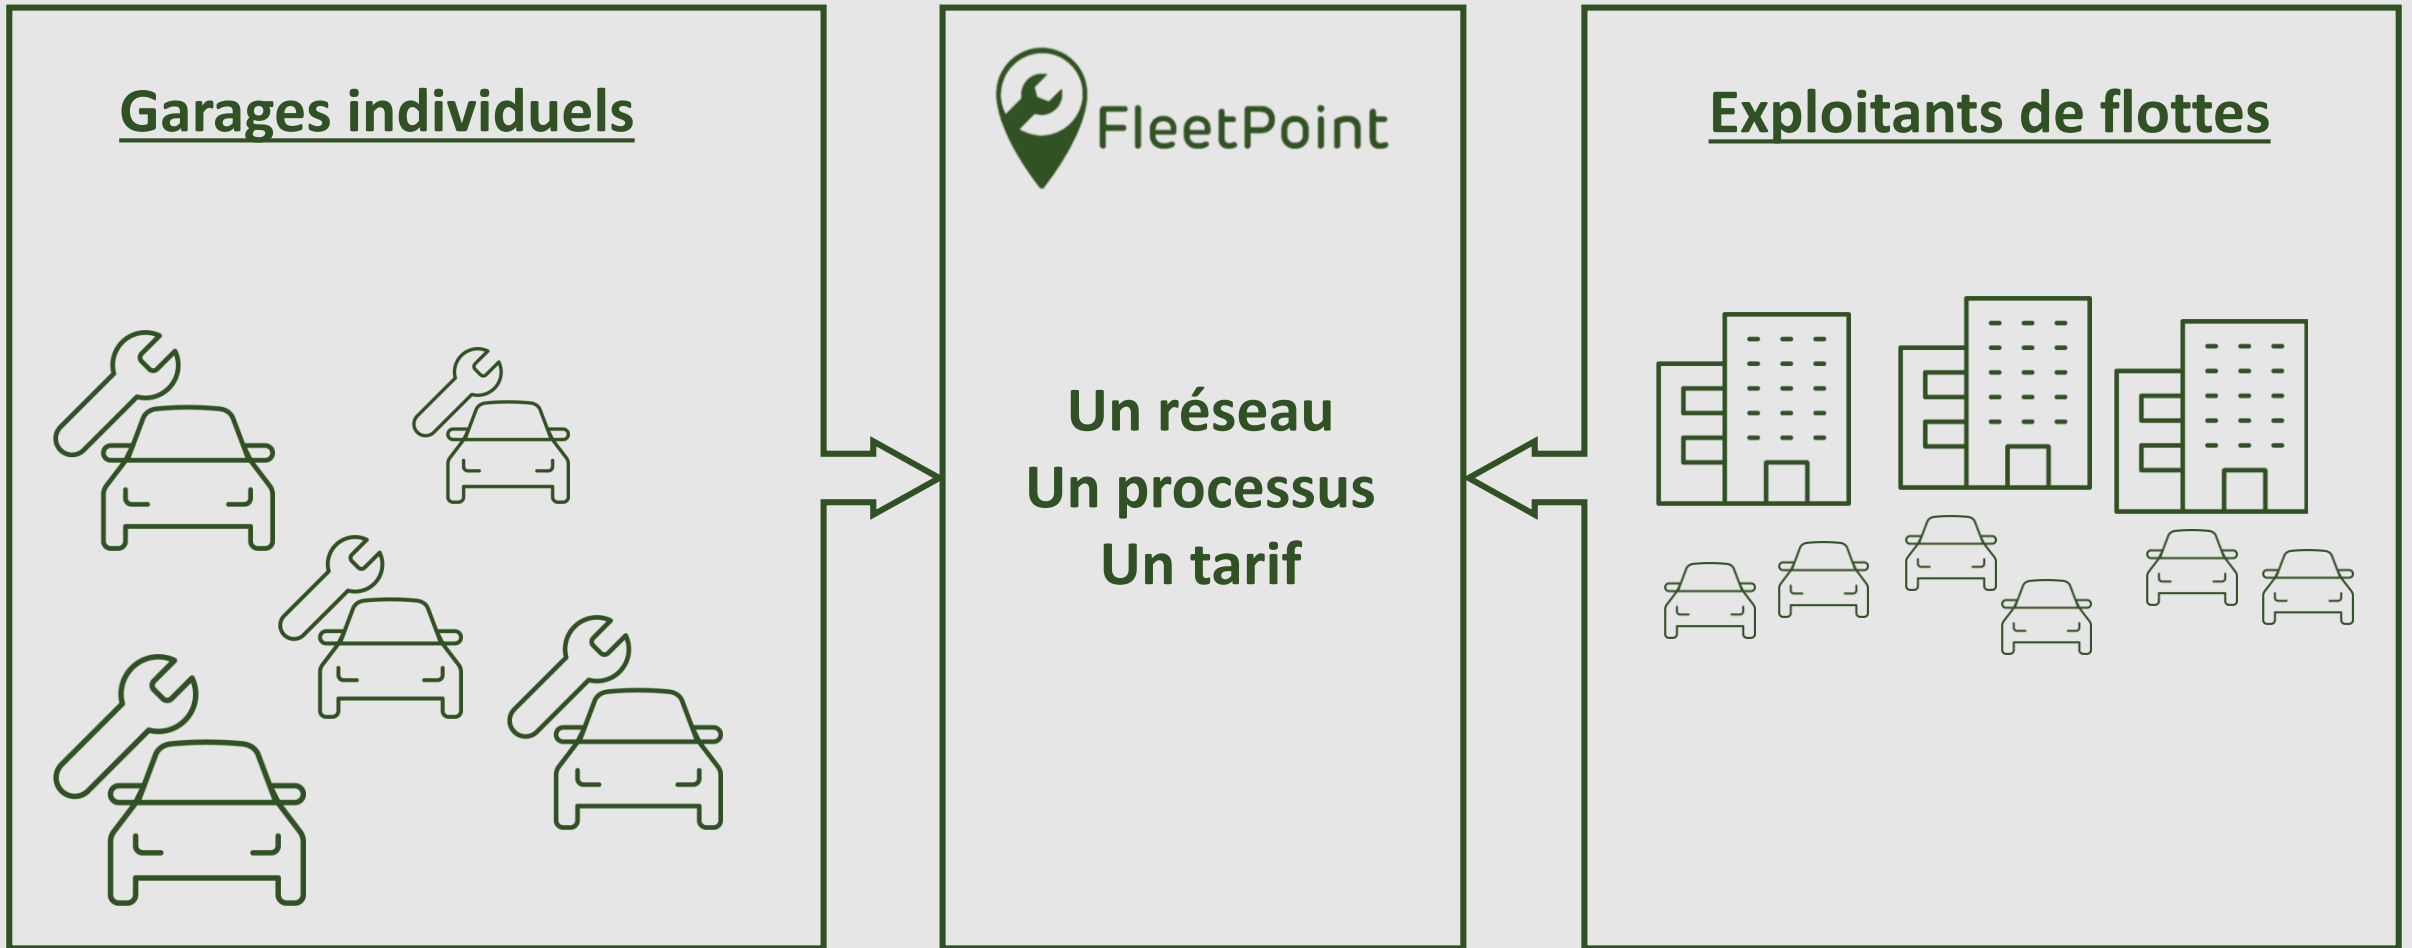 Garages individuels
FleetPoint
Un réseau
Un processus
Un tarif
Exploitants de flottes